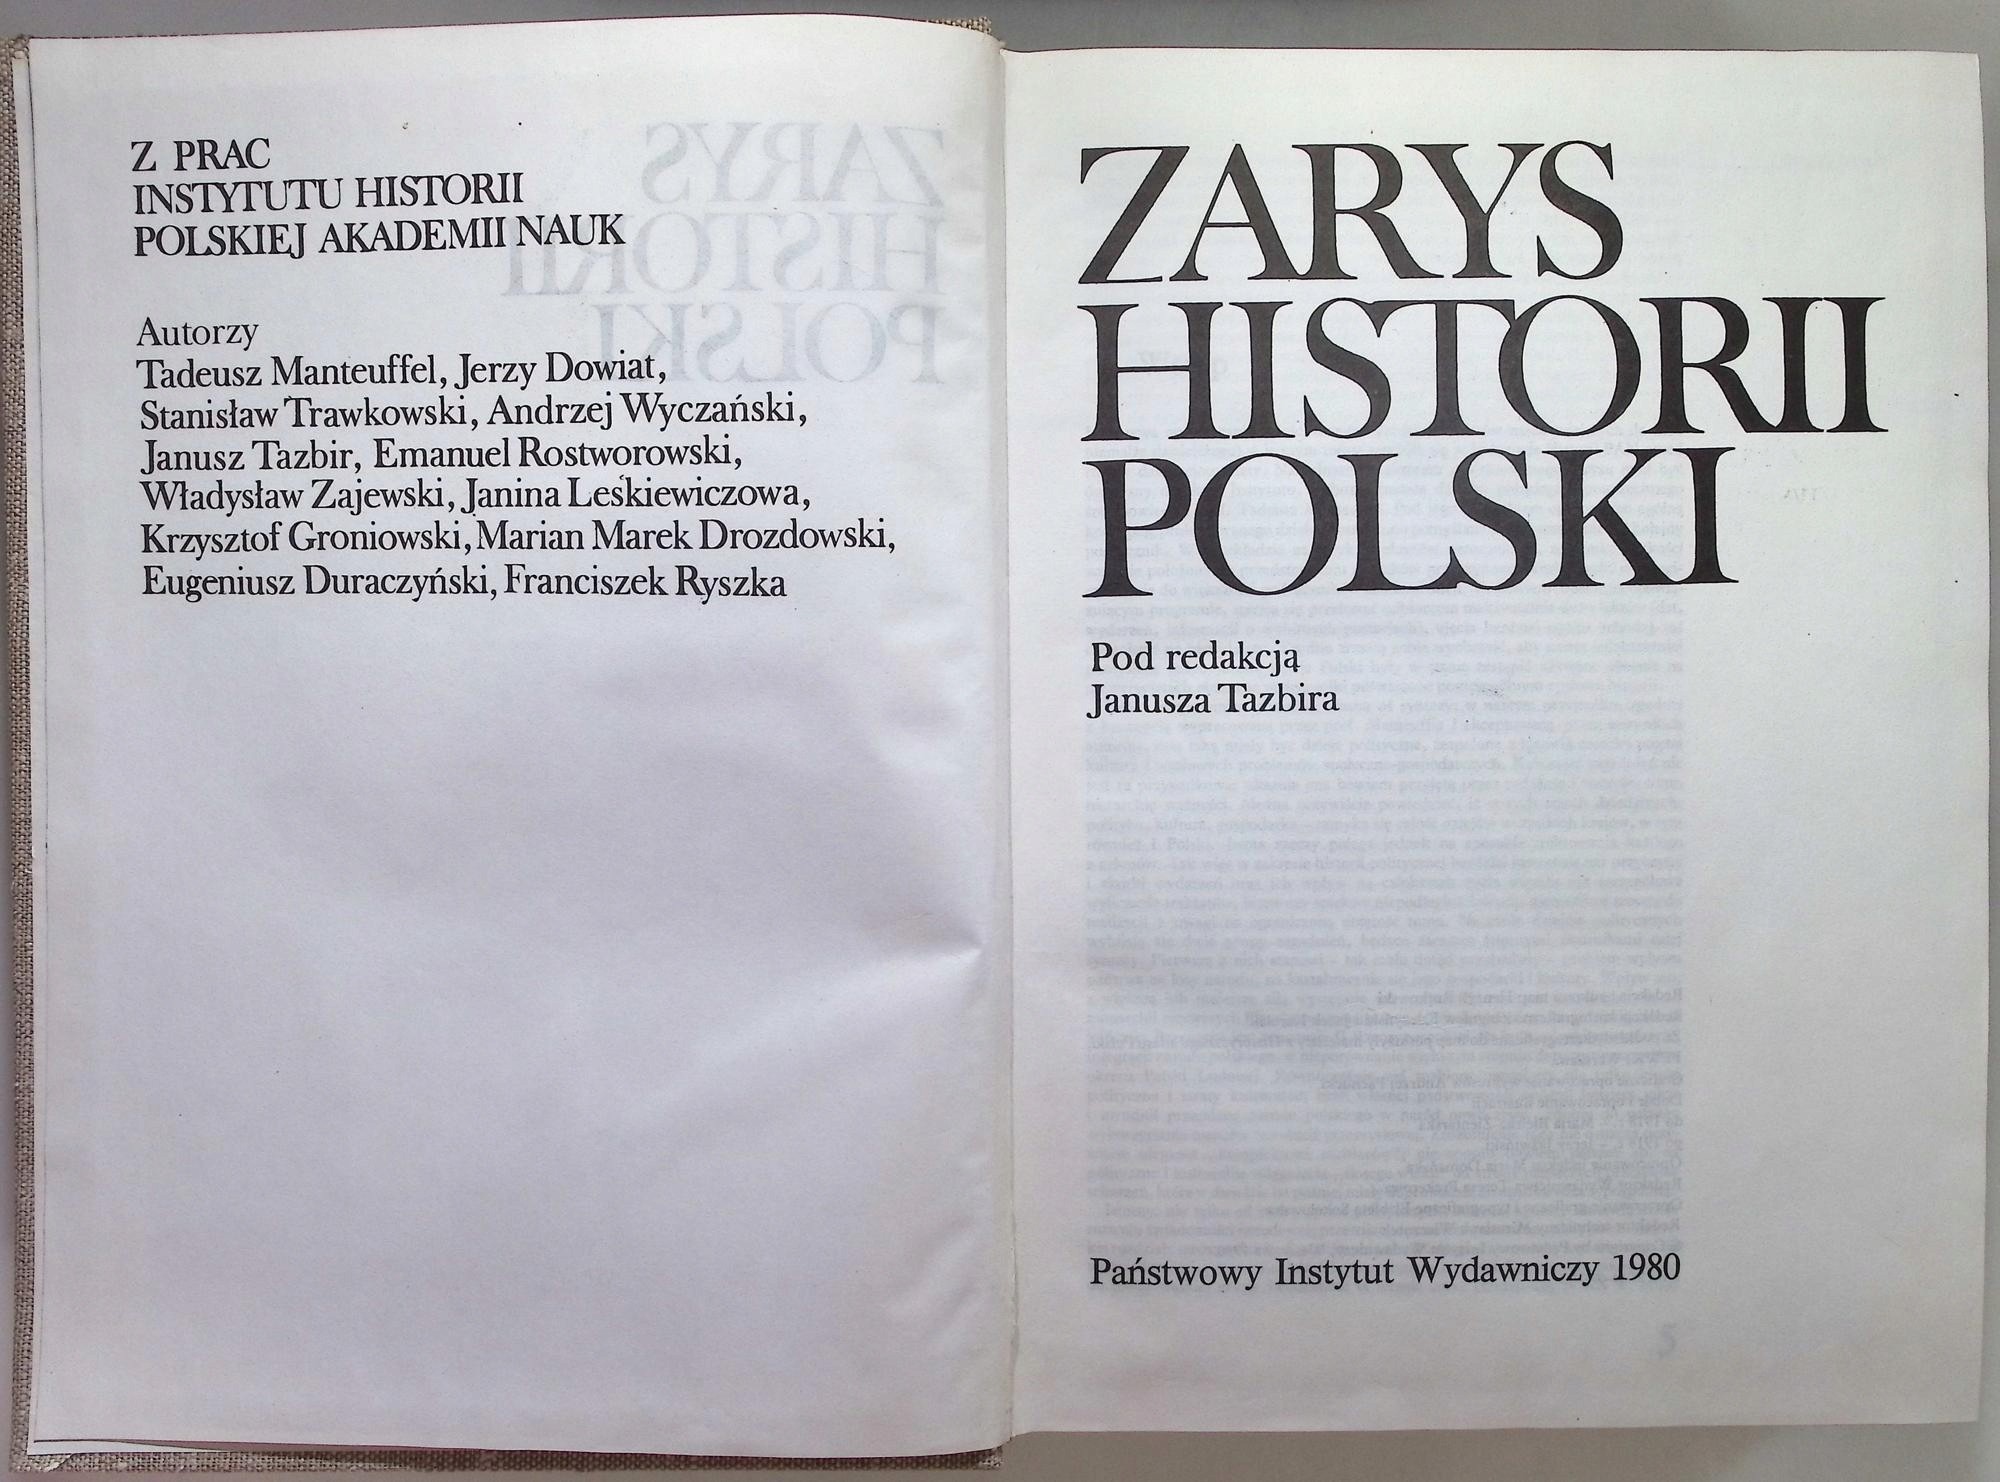 Z PRAC
INSTYTUTU HISTORII
POLSKIEJ AKADEMII NAUK
Autorzy
Tadeusz Manteuffel, Jerzy Dowiat,
Stanisław Trawkowski, Andrzej Wyczański,
Janusz Tazbir, Emanuel Rostworowski,
Władysław Zajewski, Janina Leskiewiczowa,
Krzysztof Groniowski, Marian Marek Drozdowski,
Eugeniusz Duraczyński, Franciszek Ryszka
ZARYS
HISTORII
POLSKI
Pod redakcją
Janusza Tazbira
Państwowy Instytut Wydawniczy 1980